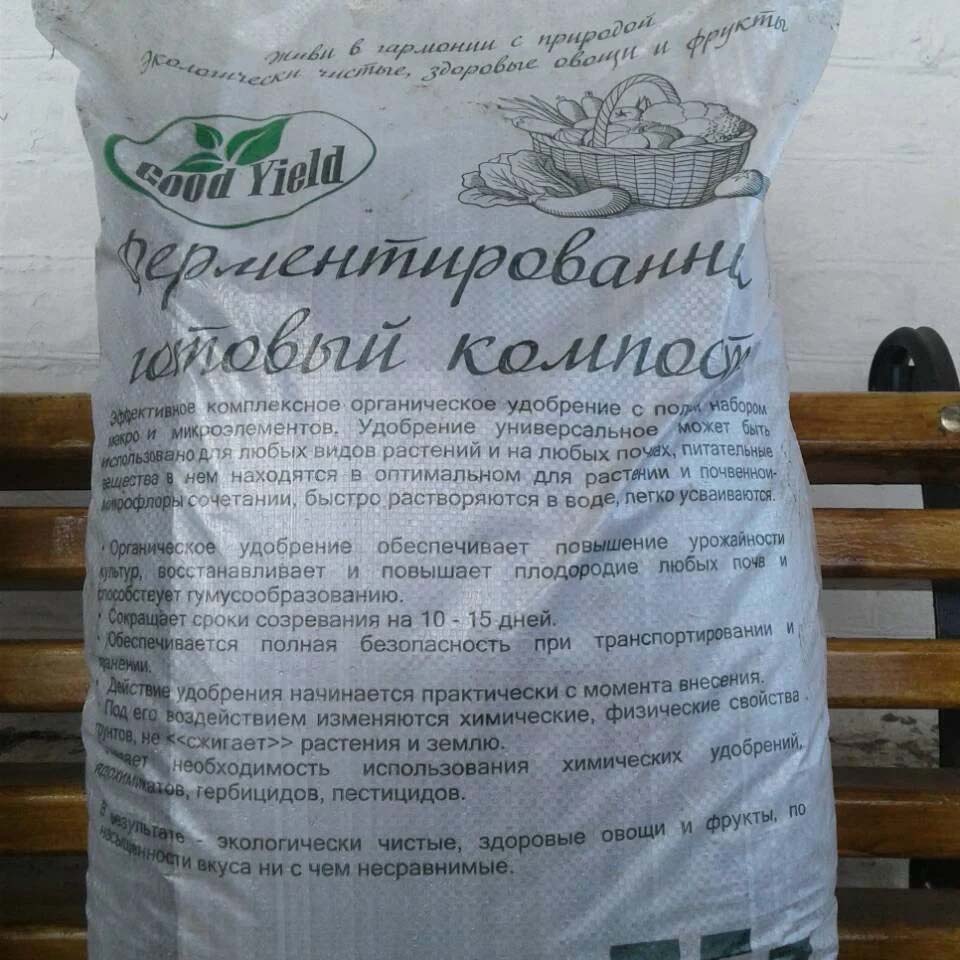 живи в гармонии с природой
Экологически чистые, здоровые овощи и фрукты
Good Yield
Ферментированн
готовый компост
Эффективное комплексное органическое удобрение с полн набором
макро и микроэлементов. Удобрение универсальное может быть
использовано для любых видов растений и на любых почах, питательные
вещества в нем находятся в оптимальном для растении и почвенной-
микрофлоры сочетании, быстро растворяются в воде, легко усваиваются.
· Органическое удобрение обеспечивает повышение урожайности
культур, восстанавливает и повышает плодородие любых почв и
способствует гумусообразованию.
· Сокращает сроки созревания на 10 - 15 дней.
· Обеспечивается полная безопасность при транспортировании и
хранении.
· Действие удобрения начинается практически с момента внесения.
· Под его воздействием изменяются химические, физические свойства
грунтов, не <<сжигает>> растения и землю.
необходимость использования химических удобрений,
ядохимикатов, гербицидов, пестицидов.
В результате - экологически чистые, здоровые овощи и фрукты, по
насыщенности вкуса ни с чем несравнимые.